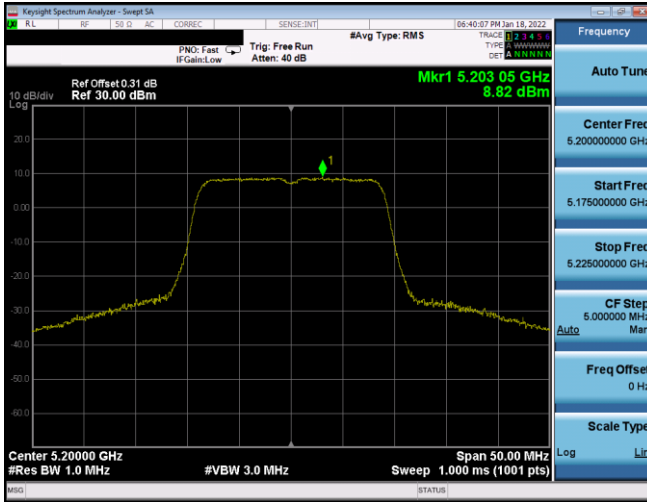 Keysight Spectrum Analyzer - Swept SA
RL RF 50 Ω AC CORREC SENSE:INT 06:40:07 PM Jan 18, 2022
#Avg Type: RMS TRACE 1 2 3 4 5 6
PNO: Fast Trig: Free Run TYPE A WWWWW
IFGain:Low Atten: 40 dB DET A N N N N N
Mkr1 5.203 05 GHz
8.82 dBm
Ref Offset 0.31 dB
10 dB/div Ref 30.00 dBm
Log
20.0
10.0
0.00
-10.0
-20.0
-30.0
-40.0
-50.0
-60.0
1
Center 5.20000 GHz Span 50.00 MHz
#Res BW 1.0 MHz #VBW 3.0 MHz Sweep 1.000 ms (1001 pts)
MSG STATUS
Frequency
Auto Tune
Center Freq
5.200000000 GHz
Start Freq
5.175000000 GHz
Stop Freq
5.225000000 GHz
CF Step
5.000000 MHz
Auto Man
Freq Offset
0 Hz
Scale Type
Log Lin